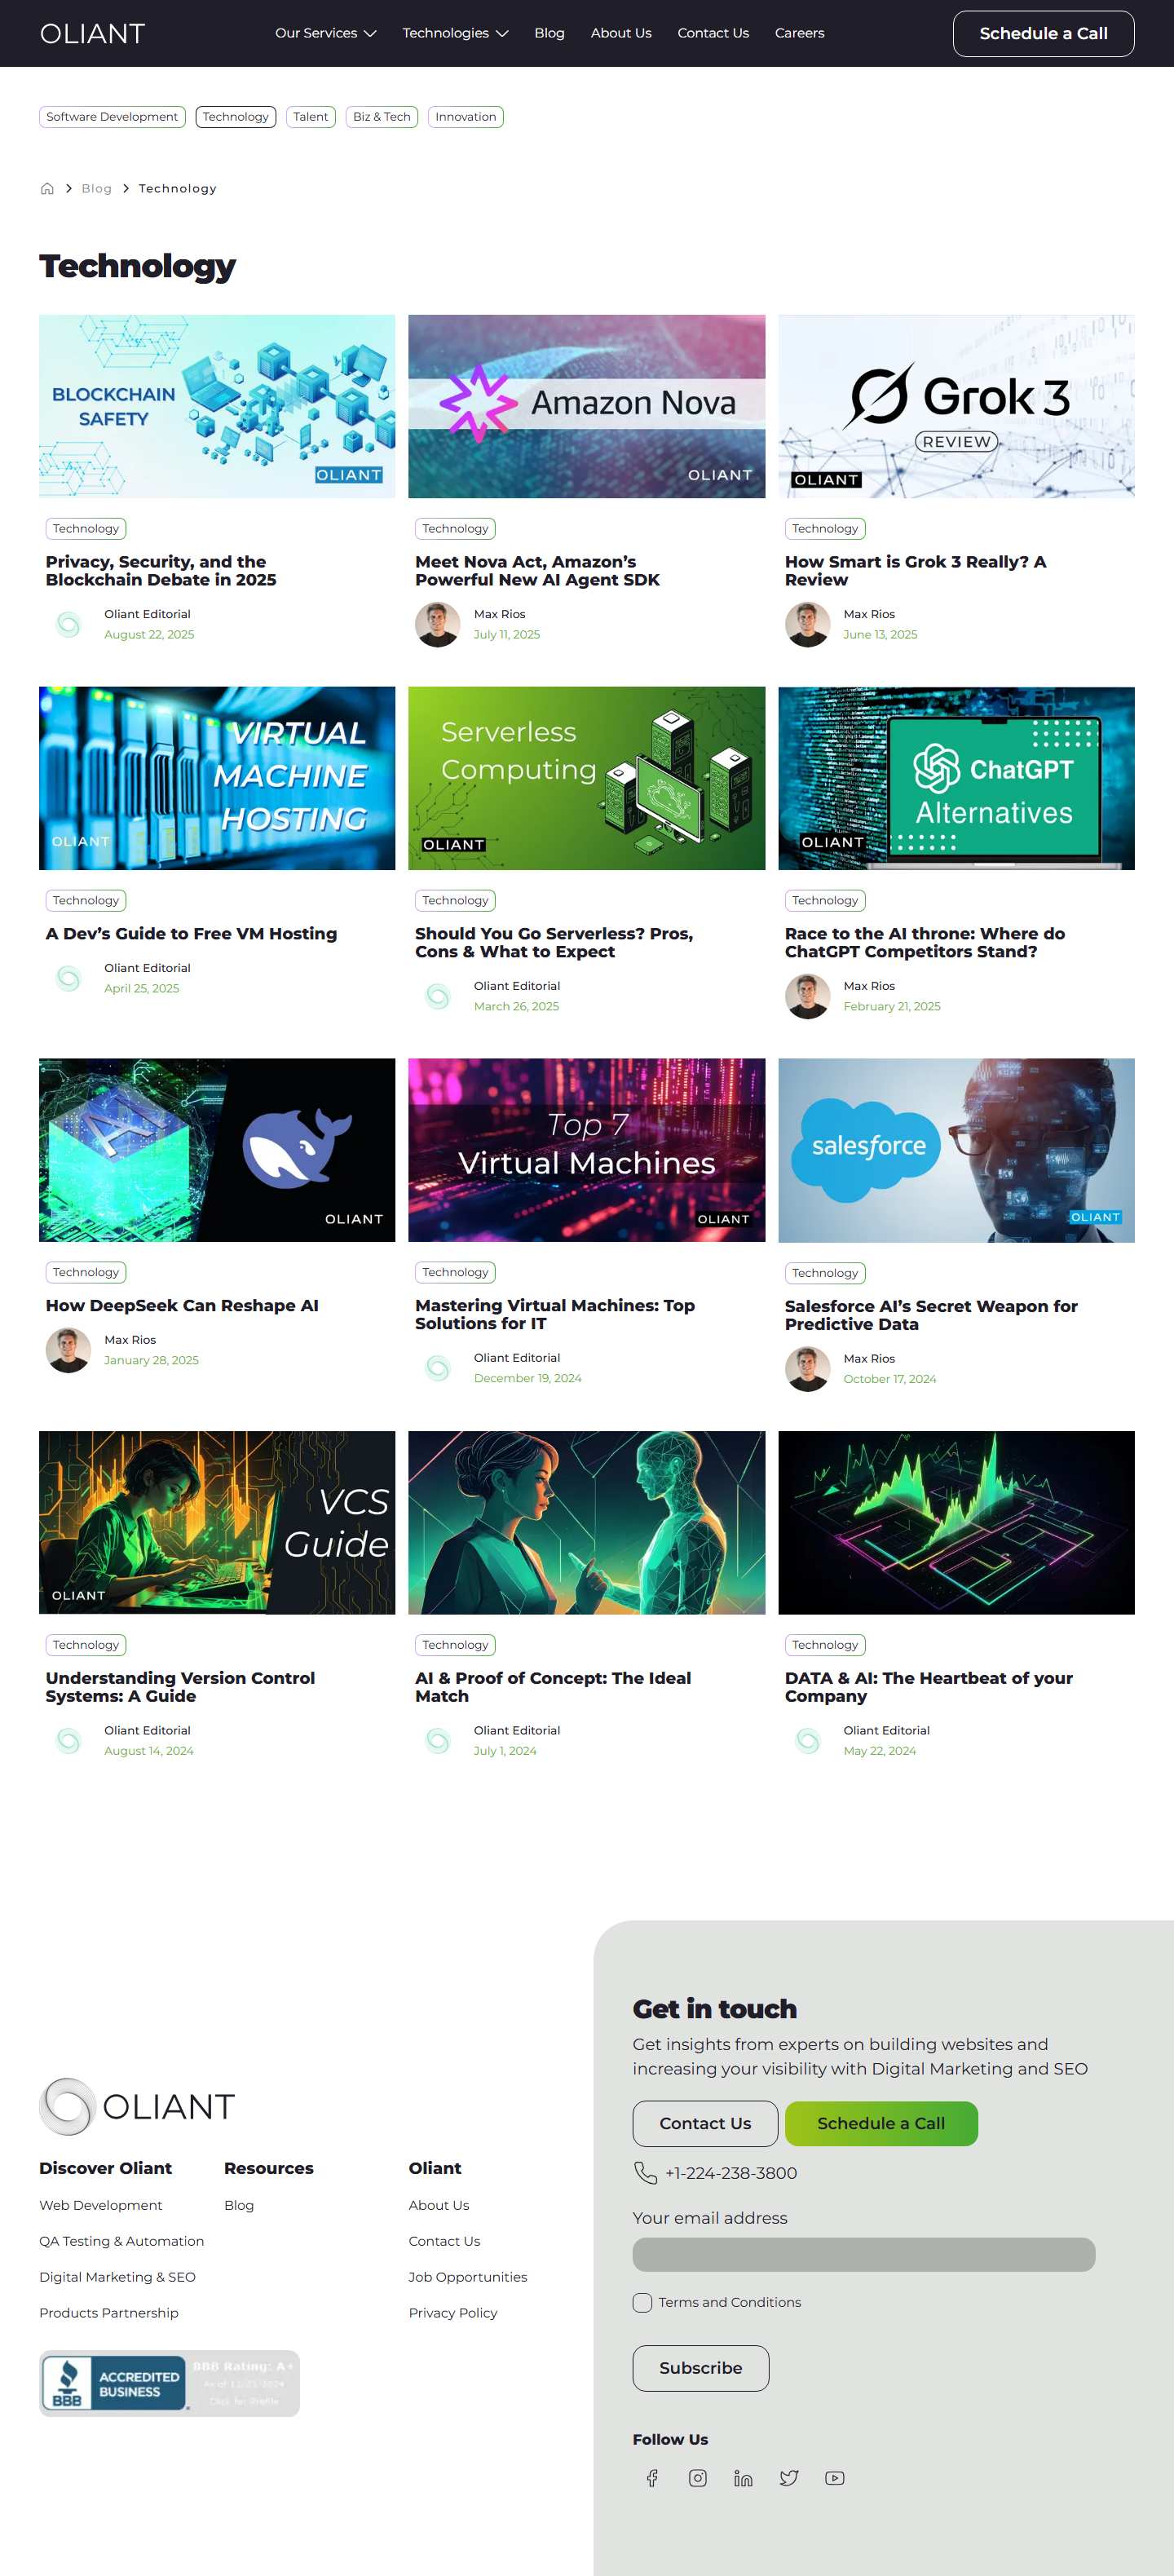 OLIANT
Our Services
Technologies
Blog
About Us
Contact Us
Careers
Schedule a Call
Software Development
Technology
Talent
Biz & Tech
Innovation
Blog
Technology
Technology
BLOCKCHAIN
SAFETY
OLIANT
Amazon Nova
OLIANT
Grok 3
REVIEW
OLIANT
Technology
Privacy, Security, and the
Blockchain Debate in 2025
Oliant Editorial
August 22, 2025
Technology
Meet Nova Act, Amazon’s
Powerful New AI Agent SDK
Max Rios
July 11, 2025
Technology
How Smart is Grok 3 Really? A
Review
Max Rios
June 13, 2025
VIRTUAL
MACHINE
HOSTING
OLIANT
Serverless
Computing
OLIANT
ChatGPT
Alternatives
OLIANT
Technology
A Dev’s Guide to Free VM Hosting
Oliant Editorial
April 25, 2025
Technology
Should You Go Serverless? Pros,
Cons & What to Expect
Oliant Editorial
March 26, 2025
Technology
Race to the AI throne: Where do
ChatGPT Competitors Stand?
Max Rios
February 21, 2025
AI
OLIANT
Top 7
Virtual Machines
OLIANT
salesforce
OLIANT
Technology
How DeepSeek Can Reshape AI
Max Rios
January 28, 2025
Technology
Mastering Virtual Machines: Top
Solutions for IT
Oliant Editorial
December 19, 2024
Technology
Salesforce AI’s Secret Weapon for
Predictive Data
Max Rios
October 17, 2024
VCS
Guide
OLIANT
Technology
Understanding Version Control
Systems: A Guide
Oliant Editorial
August 14, 2024
Technology
AI & Proof of Concept: The Ideal
Match
Oliant Editorial
July 1, 2024
Technology
DATA & AI: The Heartbeat of your
Company
Oliant Editorial
May 22, 2024
OLIANT
Discover Oliant
Web Development
QA Testing & Automation
Digital Marketing & SEO
Products Partnership
Resources
Blog
Oliant
About Us
Contact Us
Job Opportunities
Privacy Policy
BBB
ACCREDITED
BUSINESS
BBB Rating: A+
Click for Profile
Get in touch
Get insights from experts on building websites and
increasing your visibility with Digital Marketing and SEO
Contact Us
Schedule a Call
+1-224-238-3800
Your email address
Terms and Conditions
Subscribe
Follow Us